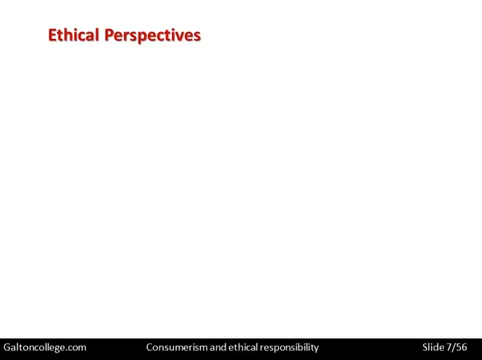 Ethical Perspectives
Galtoncollege.com Consumerism and ethical responsibility Slide 7/56